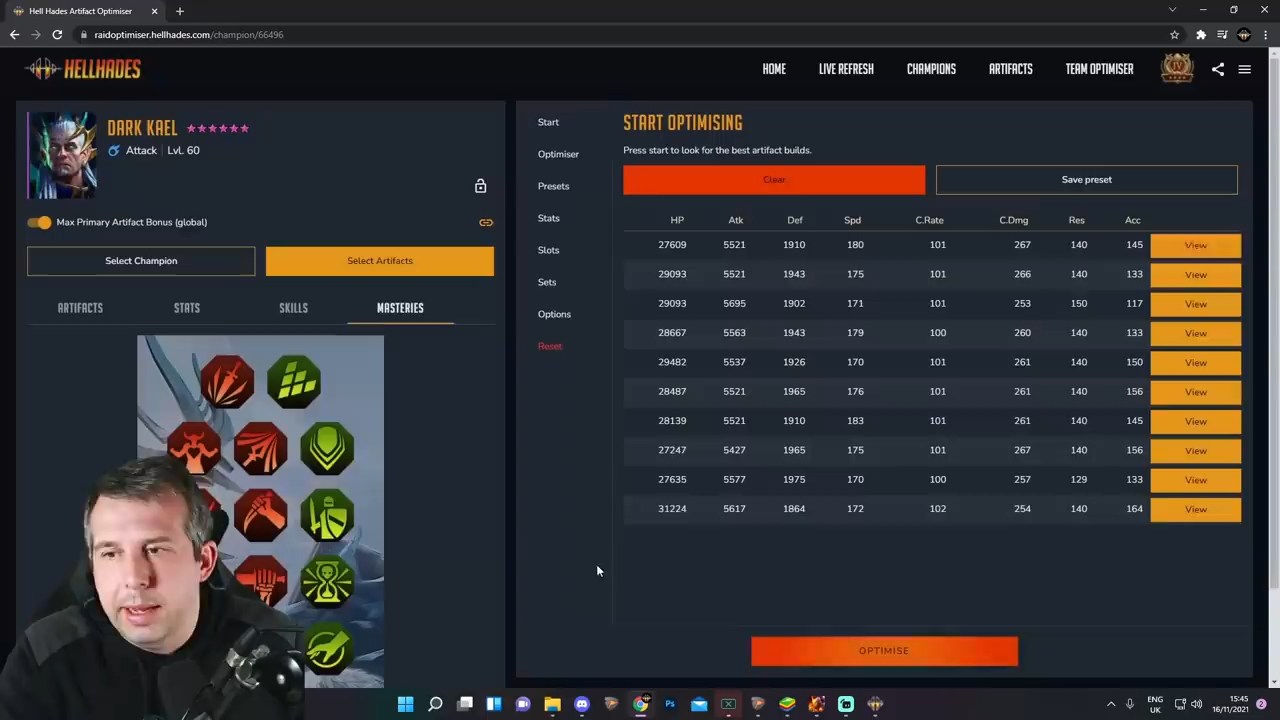 Hell Hades Artifact Optimiser
raidoptimiser.hellhades.com/champion/66496
HELLHADES
HOME LIVE REFRESH CHAMPIONS ARTIFACTS TEAM OPTIMISER
DARK KAEL
Attack Lvl. 60
Max Primary Artifact Bonus (global)
Select Champion Select Artifacts
ARTIFACTS STATS SKILLS MASTERIES
Start
Optimiser
Presets
Stats
Slots
Sets
Options
Reset
START OPTIMISING
Press start to look for the best artifact builds.
Clear Save preset
HP Atk Def Spd C.Rate C.Dmg Res Acc
27609 5521 1910 180 101 267 140 145 View
29093 5521 1943 175 101 266 140 133 View
29093 5695 1902 171 101 253 150 117 View
28667 5563 1943 179 100 260 140 133 View
29482 5537 1926 170 101 261 140 150 View
28487 5521 1965 176 101 261 140 156 View
28139 5521 1910 183 101 261 140 145 View
27247 5427 1965 175 101 267 140 156 View
27635 5577 1975 170 100 257 129 133 View
31224 5617 1864 172 102 254 140 164 View
OPTIMISE
ENG
UK
15:45
16/11/2021
2